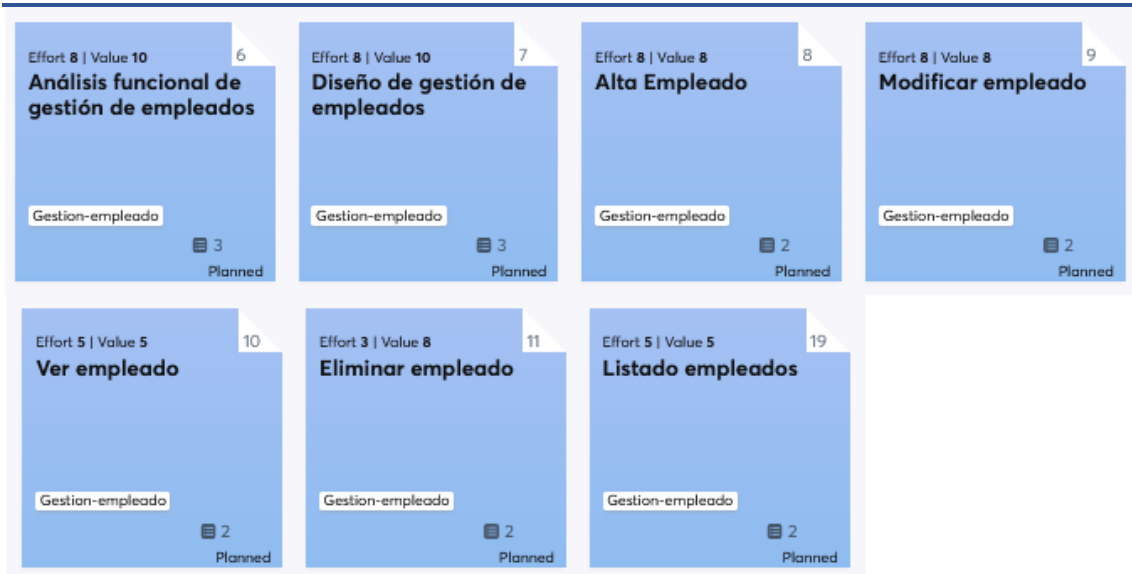 Effort 8 | Value 10
6
Análisis funcional de
gestión de empleados
Gestion-empleado
3
Planned
Effort 8 | Value 10
7
Diseño de gestión de
empleados
Gestion-empleado
3
Planned
Effort 8 | Value 8
8
Alta Empleado
Gestion-empleado
2
Planned
Effort 8 | Value 8
9
Modificar empleado
Gestion-empleado
2
Planned
Effort 5 | Value 5
10
Ver empleado
Gestion-empleado
2
Planned
Effort 3 | Value 8
11
Eliminar empleado
Gestion-empleado
2
Planned
Effort 5 | Value 5
19
Listado empleados
Gestion-empleado
2
Planned